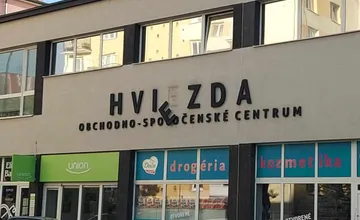 HVIEZDA
OBCHODNO-SPOLOČENSKÉ CENTRUM
union
drogéria
kozmetika